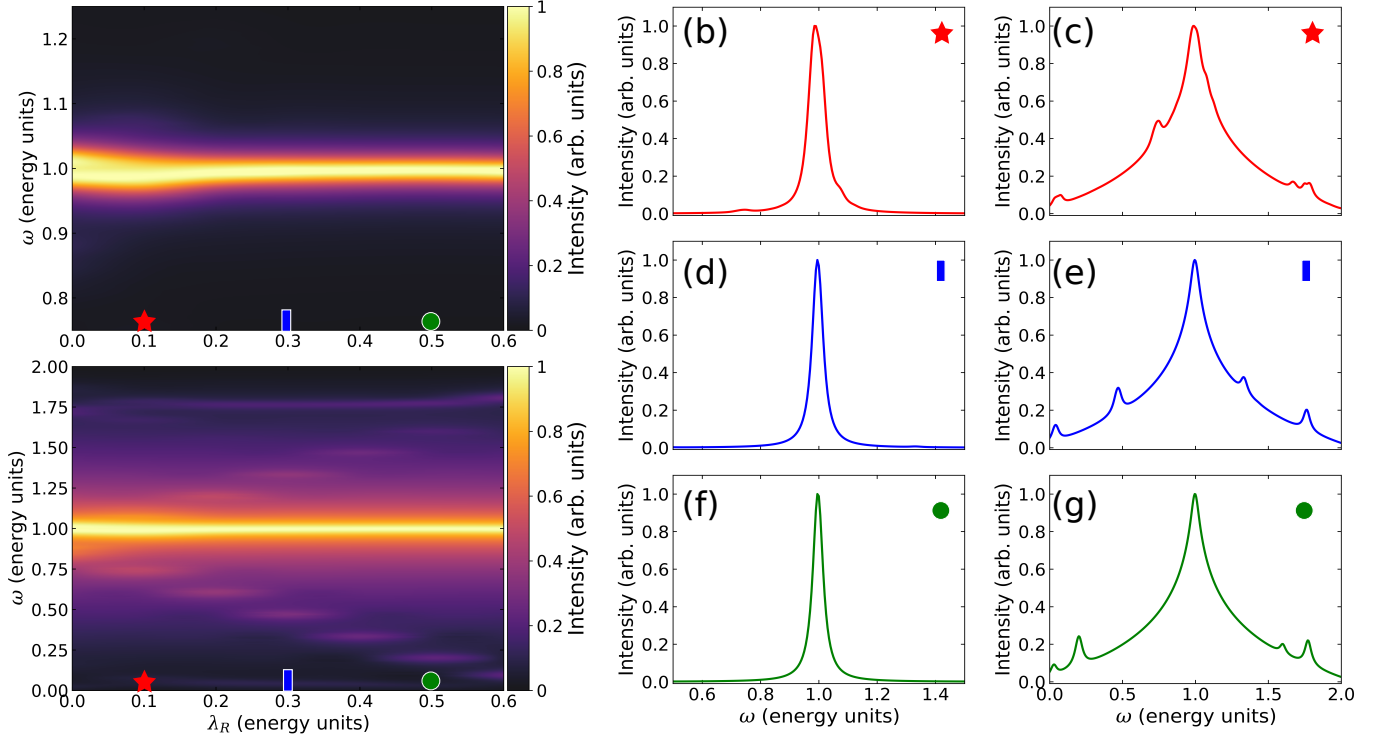 1.2
1.1
1.0
0.9
0.8
ω (energy units)
0.0 0.1 0.2 0.3 0.4 0.5 0.6
1
0.8
0.6
0.4
0.2
0
Intensity (arb. units)
2.00
1.75
1.50
1.25
1.00
0.75
0.50
0.25
0.00
ω (energy units)
0.0 0.1 0.2 0.3 0.4 0.5 0.6
λR (energy units)
1
0.8
0.6
0.4
0.2
0
Intensity (arb. units)
(b)
1.0
0.8
0.6
0.4
0.2
0.0
Intensity (arb. units)
(c)
1.0
0.8
0.6
0.4
0.2
0.0
Intensity (arb. units)
(d)
1.0
0.8
0.6
0.4
0.2
0.0
Intensity (arb. units)
(e)
1.0
0.8
0.6
0.4
0.2
0.0
Intensity (arb. units)
(f)
1.0
0.8
0.6
0.4
0.2
0.0
Intensity (arb. units)
0.6 0.8 1.0 1.2 1.4
ω (energy units)
(g)
1.0
0.8
0.6
0.4
0.2
0.0
Intensity (arb. units)
0.0 0.5 1.0 1.5 2.0
ω (energy units)